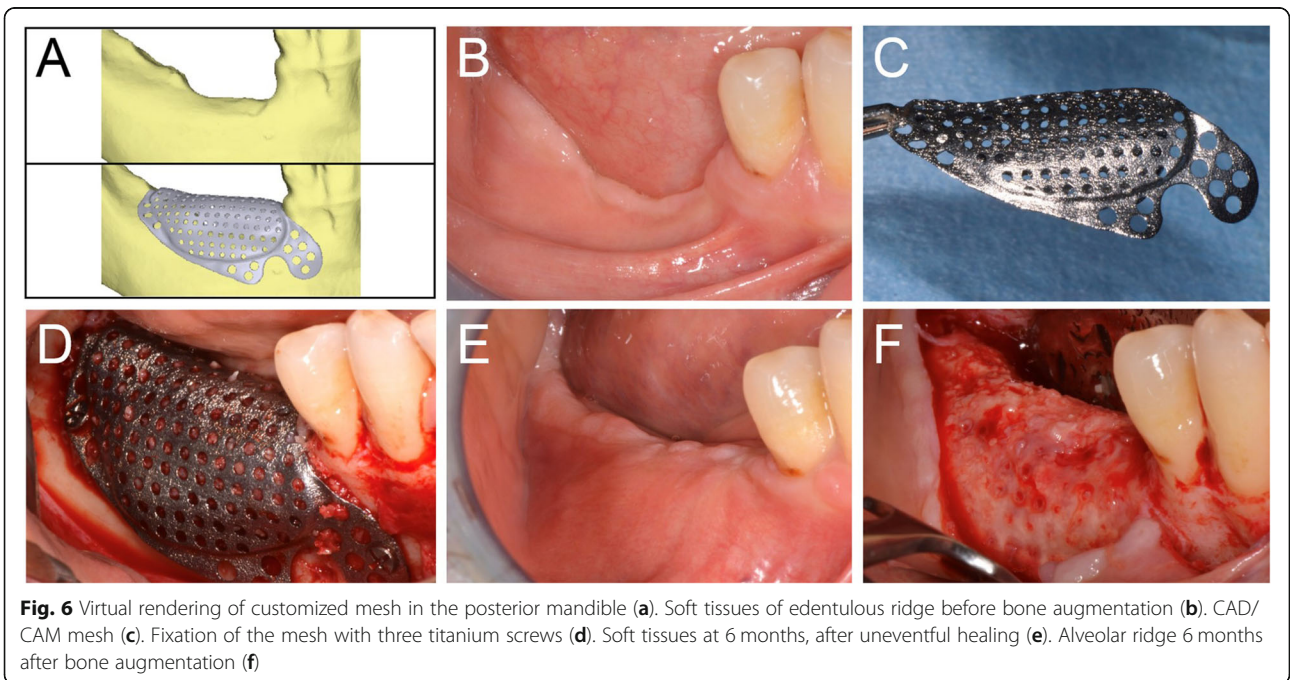 A
B
C
D
E
F
Fig. 6 Virtual rendering of customized mesh in the posterior mandible (a). Soft tissues of edentulous ridge before bone augmentation (b). CAD/
CAM mesh (c). Fixation of the mesh with three titanium screws (d). Soft tissues at 6 months, after uneventful healing (e). Alveolar ridge 6 months
after bone augmentation (f)